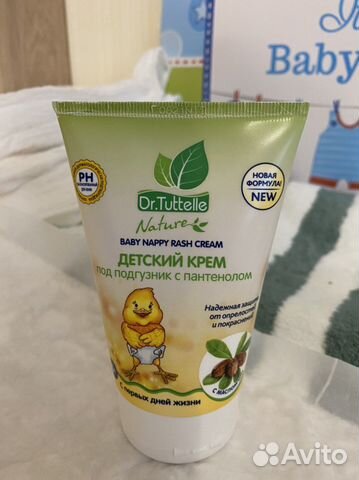 Baby
PH
Dr.Tuttelle
Nature
НОВАЯ
ФОРМУЛА!
NEW
BABY NAPPY RASH CREAM
ДЕТСКИЙ КРЕМ
под подгузник с пантенолом
Надежная защита
от опрелостей
и покраснений
с первых дней жизни
Avito